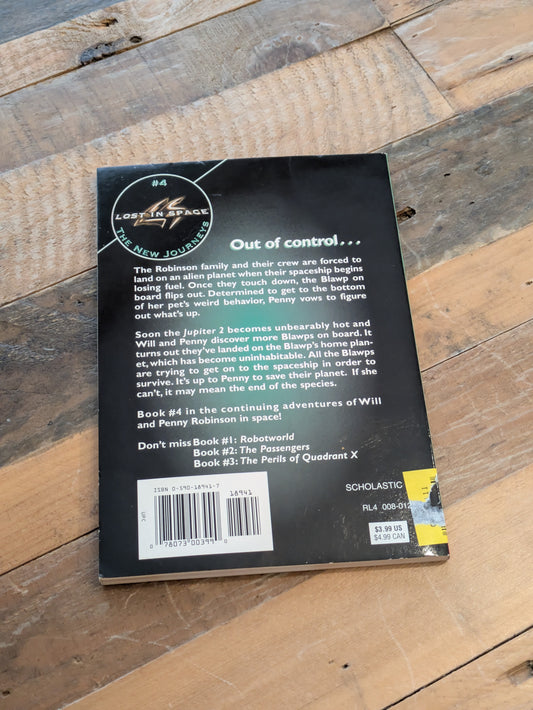 #4
LOST IN SPACE
THE NEW JOURNEYS
Out of control...
The Robinson family and their crew are forced to
land on an alien planet when their spaceship begins
losing fuel. Once they touch down, the Blawp on
board flips out. Determined to get to the bottom
of her pet's weird behavior, Penny vows to figure
out what's up.
Soon the Jupiter 2 becomes unbearably hot and
Will and Penny discover more Blawps on board. It
turns out they've landed on the Blawp's home plan-
et, which has become uninhabitable. All the Blawps
are trying to get on to the spaceship in order to
survive. It's up to Penny to save their planet. If she
can't, it may mean the end of the species.
Book #4 in the continuing adventures of Will
and Penny Robinson in space!
Don't miss Book #1: Robotworld
Book #2: The Passengers
Book #3: The Perils of Quadrant X
ISBN 0-590-18941-7
18941
UPC
0 78073 00399
SCHOLASTIC
RL4 008-012
$3.99 US
$4.99 CAN